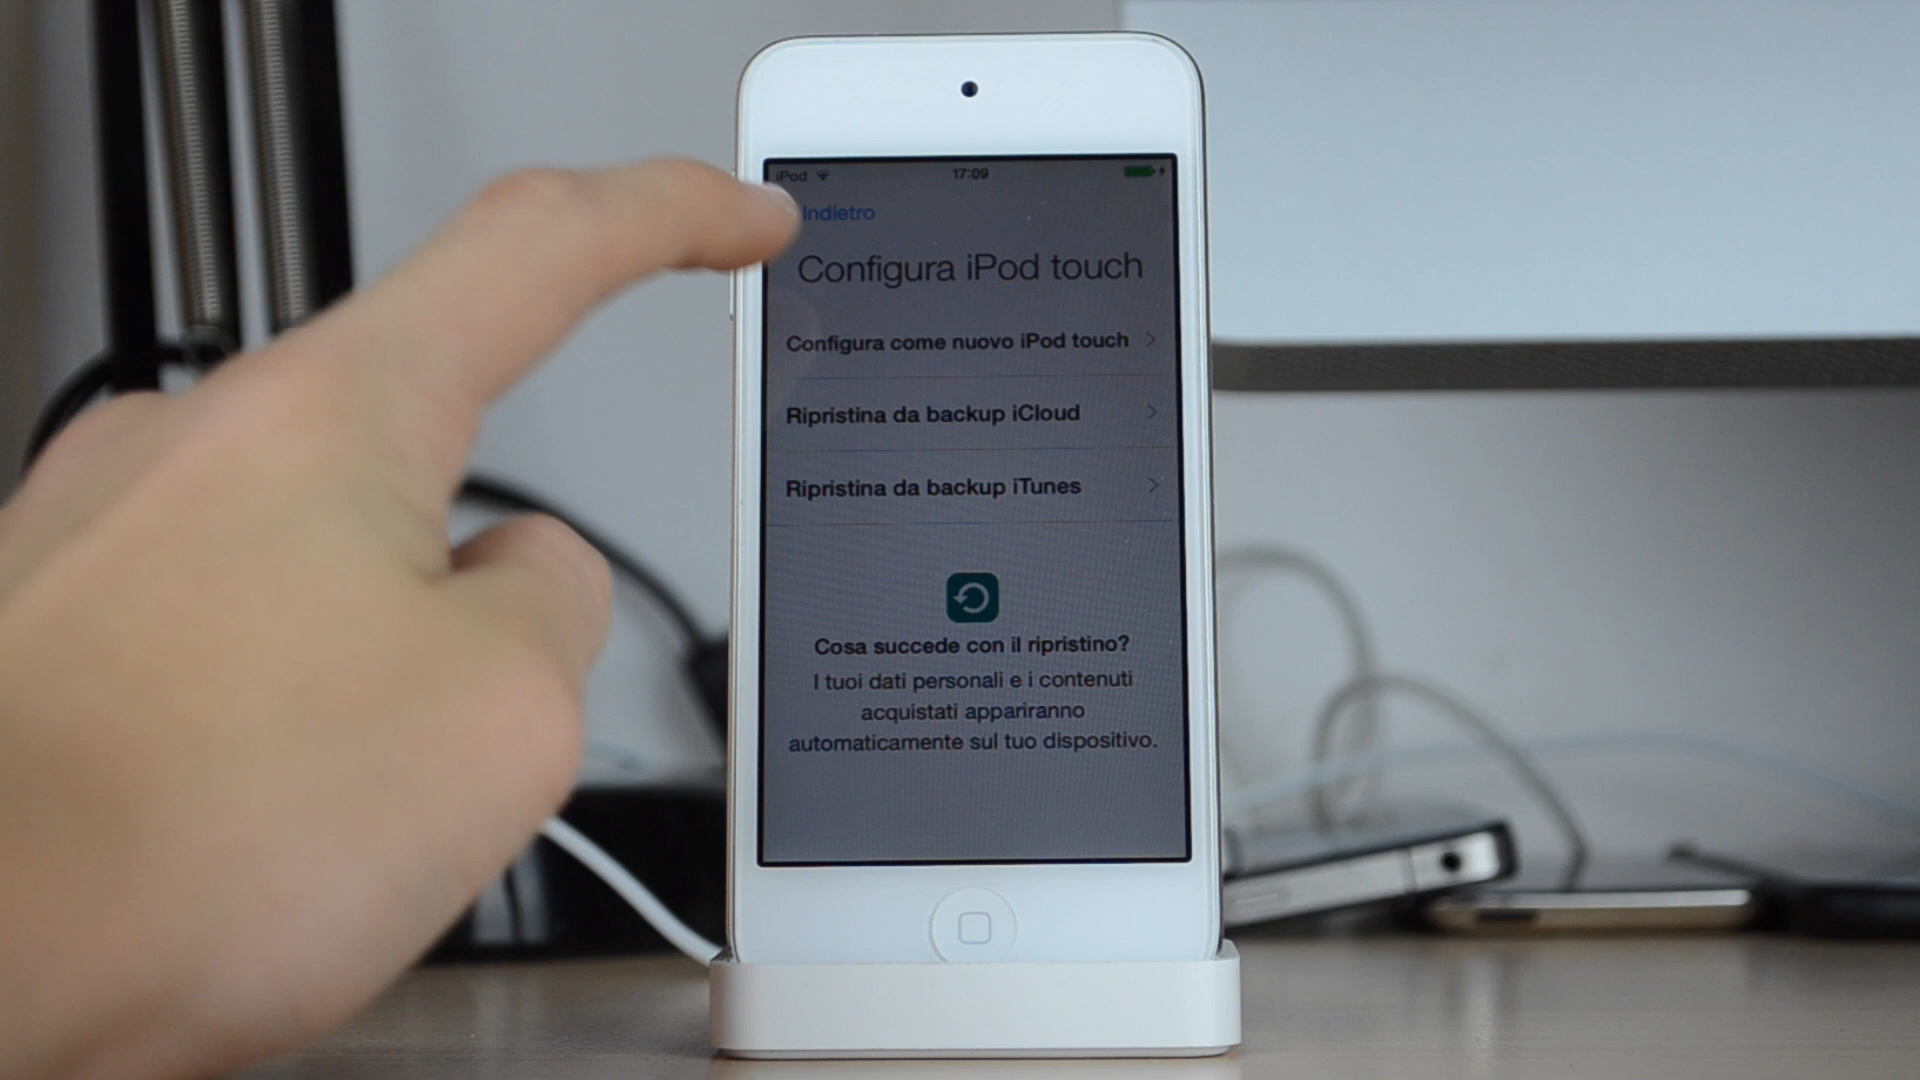 iPod 17:09
Indietro
Configura iPod touch
Configura come nuovo iPod touch
Ripristina da backup iCloud
Ripristina da backup iTunes
Cosa succede con il ripristino?
I tuoi dati personali e i contenuti
acquistati appariranno
automaticamente sul tuo dispositivo.